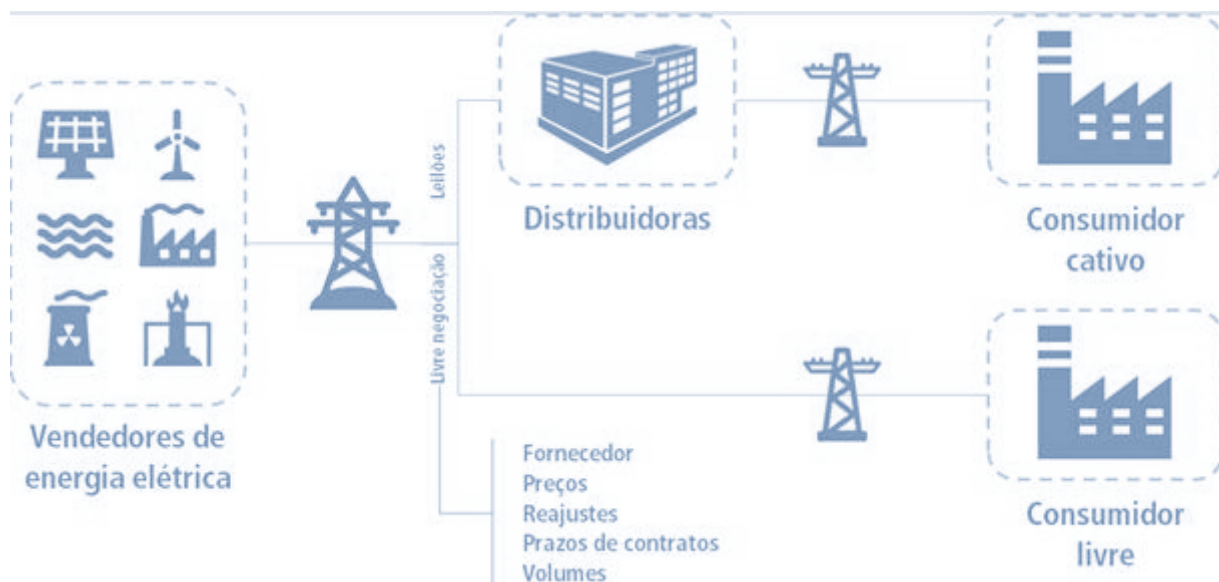 Leilões
Distribuidoras
Consumidor
cativo
Livre negociação
Vendedores de
energia elétrica
Fornecedor
Preços
Reajustes
Prazos de contratos
Volumes
Consumidor
livre